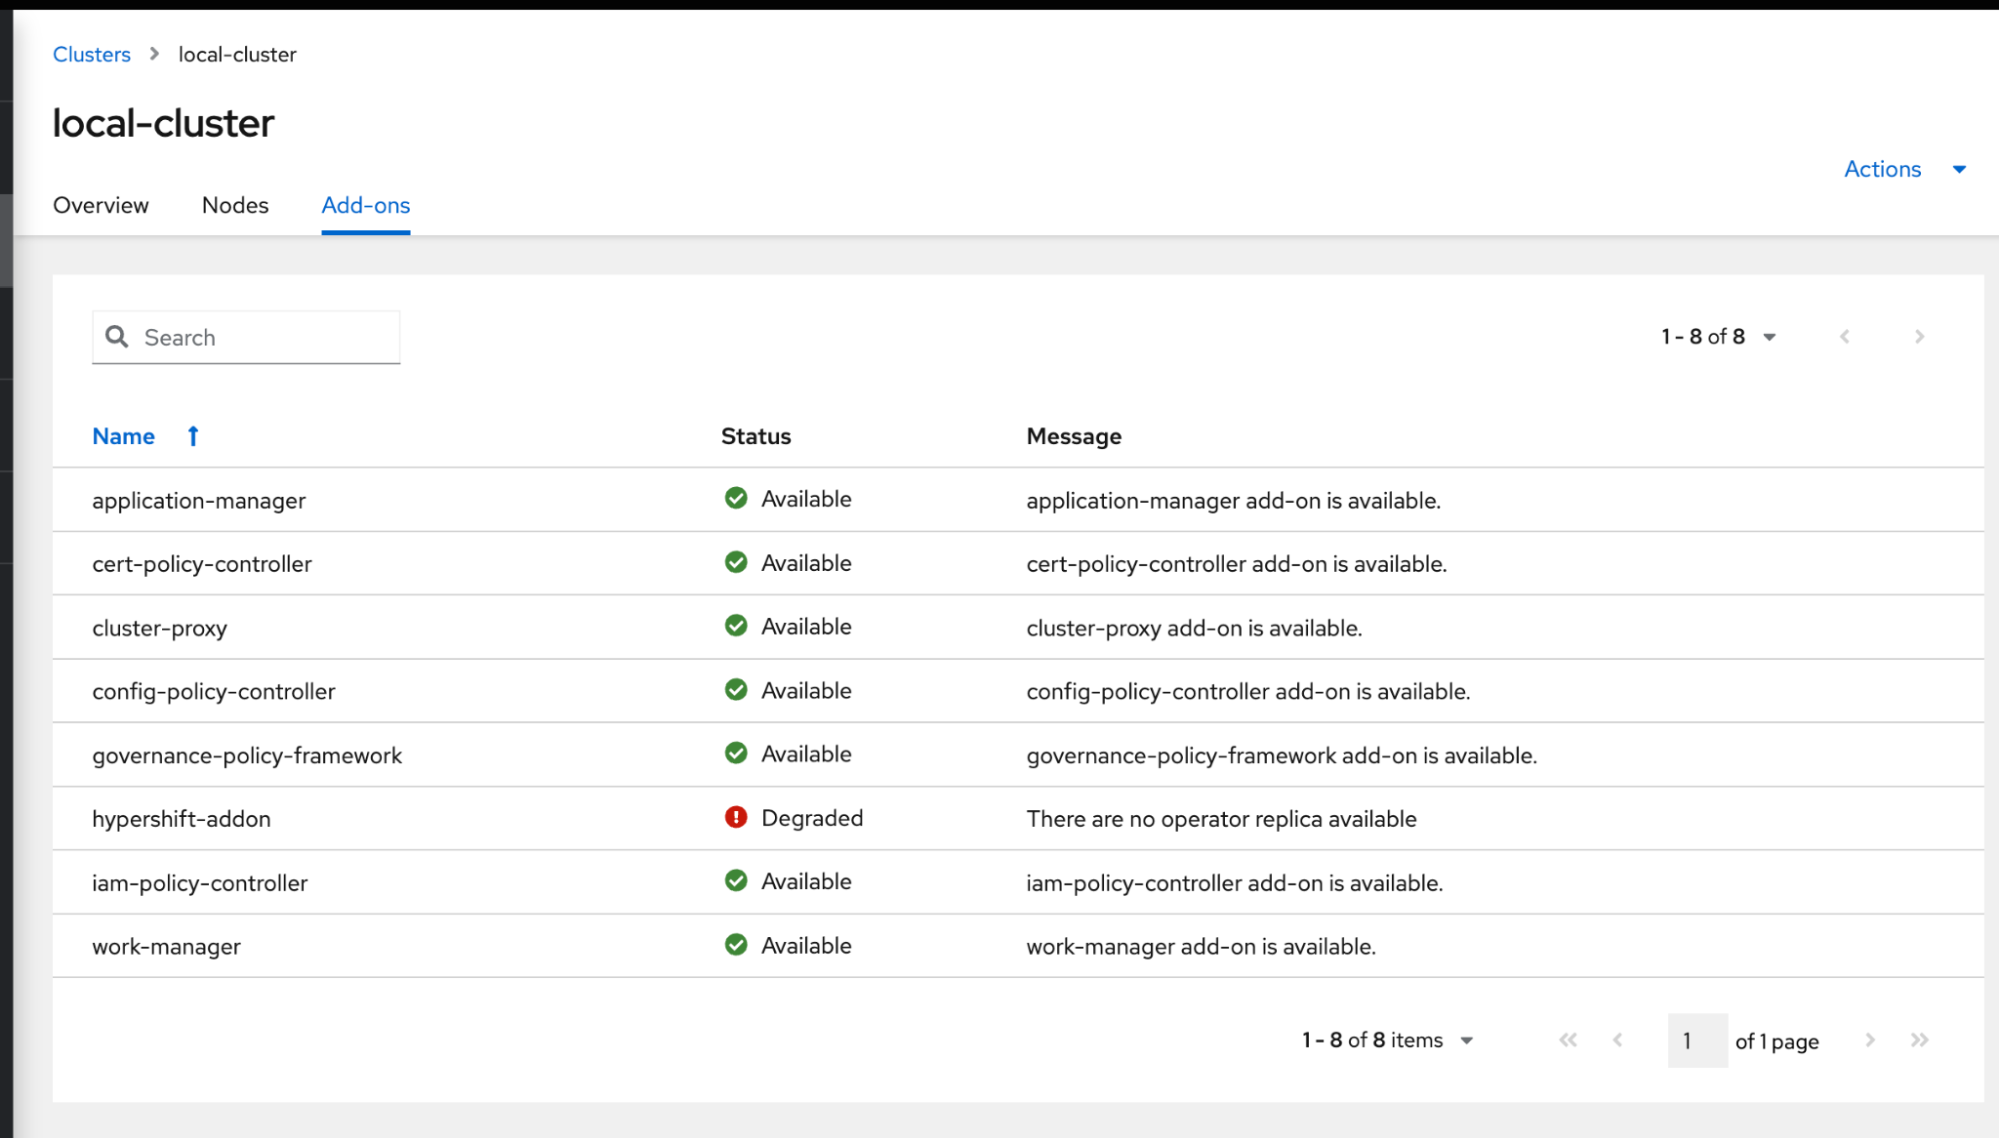 Clusters > local-cluster
local-cluster
Actions
Overview Nodes Add-ons
Search 1 - 8 of 8
Name Status Message
application-manager Available application-manager add-on is available.
cert-policy-controller Available cert-policy-controller add-on is available.
cluster-proxy Available cluster-proxy add-on is available.
config-policy-controller Available config-policy-controller add-on is available.
governance-policy-framework Available governance-policy-framework add-on is available.
hypershift-addon Degraded There are no operator replica available
iam-policy-controller Available iam-policy-controller add-on is available.
work-manager Available work-manager add-on is available.
1 - 8 of 8 items 1 of 1 page